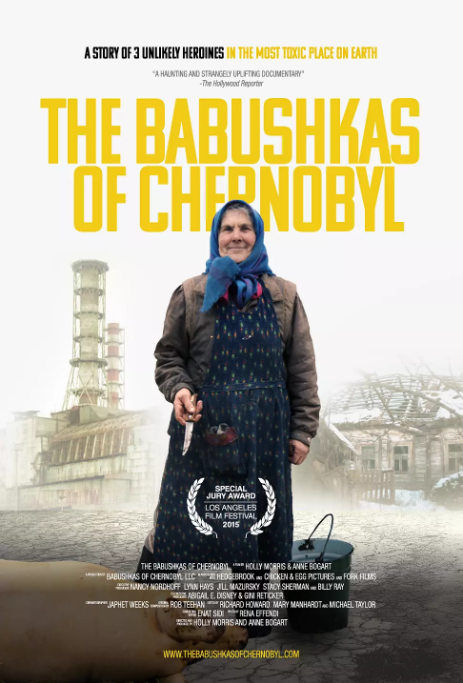 A STORY OF 3 UNLIKELY HEROINES IN THE MOST TOXIC PLACE ON EARTH
"A HAUNTING AND STRANGELY UPLIFTING DOCUMENTARY"
-The Hollywood Reporter
THE BABUSHKAS
OF CHERNOBYL
SPECIAL
JURY AWARD
LOS ANGELES
FILM FESTIVAL
2015
THE BABUSHKAS OF CHERNOBYL HOLLY MORRIS & ANNE BOGART
BABUSHKAS OF CHERNOBYL LLC HEDGEBROOK AND CHICKEN & EGG PICTURES AND FORK FILMS
NANCY NORDHOFF LYNN HAYS JILL MAZURSKY STACY SHERMAN AND BILLY RAY
ABIGAIL E. DISNEY & GINI RETICKER
JAPHET WEEKS ROB TEEHAN RICHARD HOWARD MARY MANHARDT AND MICHAEL TAYLOR
ENAT SIDI RENA EFFENDI
HOLLY MORRIS AND ANNE BOGART
WWW.THEBABUSHKASOFCHERNOBYL.COM